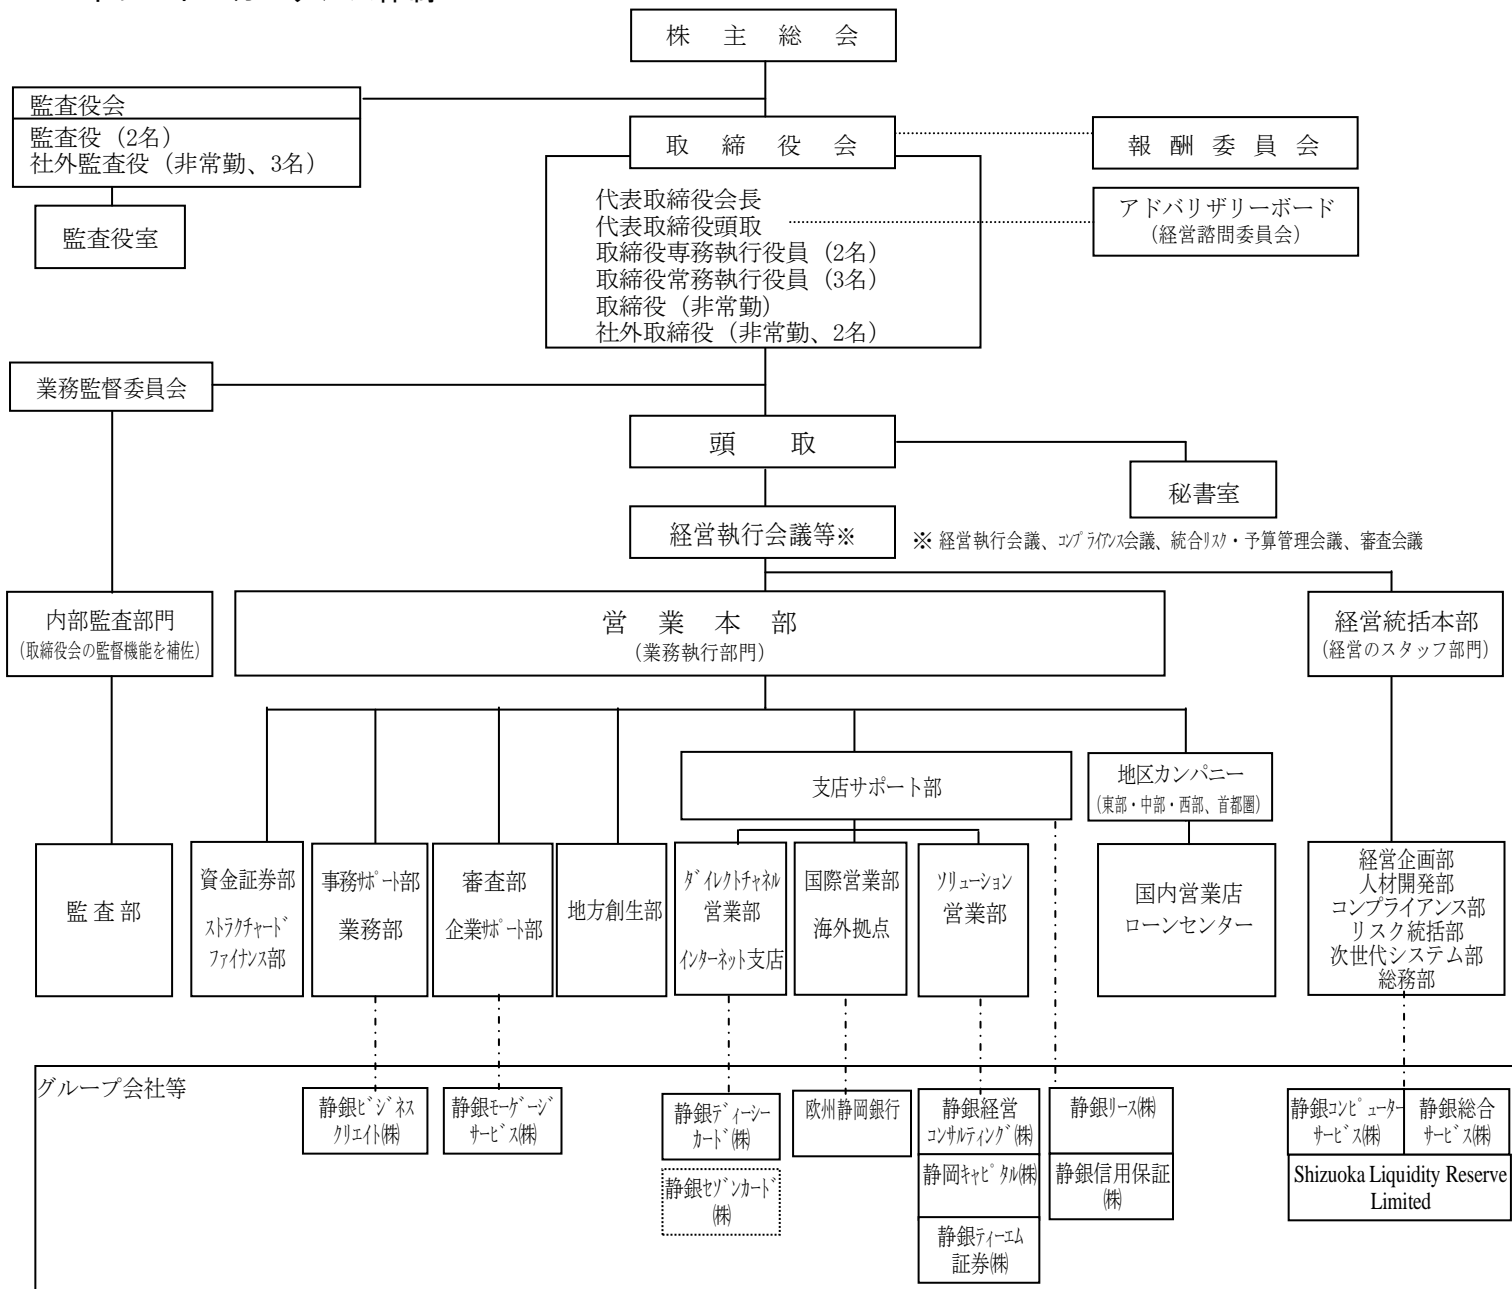 株主総会
監査役会
監査役（2名）
社外監査役（非常勤、3名）
監査役室
取締役会
代表取締役会長
代表取締役頭取
取締役専務執行役員（2名）
取締役常務執行役員（3名）
取締役（非常勤）
社外取締役（非常勤、2名）
報酬委員会
アドバリザリーボード
（経営諮問委員会）
業務監督委員会
頭取
秘書室
経営執行会議等※
※ 経営執行会議、ｺﾝﾌﾟﾗｲｱﾝｽ会議、統合ﾘｽｸ・予算管理会議、審査会議
内部監査部門
（取締役会の監督機能を補佐）
営業本部
（業務執行部門）
経営統括本部
（経営のスタッフ部門）
支店サポート部
地区カンパニー
（東部・中部・西部、首都圏）
監査部
資金証券部
ｽﾄﾗｸﾁｬｰﾄﾞ
ﾌｧｲﾅﾝｽ部
事務ｻﾎﾟｰﾄ部
業務部
審査部
企業ｻﾎﾟｰﾄ部
地方創生部
ﾀﾞｲﾚｸﾄﾁｬﾈﾙ
営業部
ｲﾝﾀｰﾈｯﾄ支店
国際営業部
海外拠点
ｿﾘｭｰｼｮﾝ
営業部
国内営業店
ローンセンター
経営企画部
人材開発部
コンプライアンス部
リスク統括部
次世代システム部
総務部
グループ会社等
静銀ﾋﾞｼﾞﾈｽ
ｸﾘｴｲﾄ㈱
静銀ﾓｰｹﾞｰｼﾞ
ｻｰﾋﾞｽ㈱
静銀ﾃﾞｨｰｼｰ
ｶｰﾄﾞ㈱
静銀ｾｿﾞﾝｶｰﾄﾞ
㈱
欧州静岡銀行
静銀経営
ｺﾝｻﾙﾃｨﾝｸﾞ㈱
静岡ｷｬﾋﾟﾀﾙ㈱
静銀ﾃｨｰｴﾑ
証券㈱
静銀ﾘｰｽ㈱
静銀信用保証
㈱
静銀ｺﾝﾋﾟｭｰﾀｰ
ｻｰﾋﾞｽ㈱
静銀総合
ｻｰﾋﾞｽ㈱
Shizuoka Liquidity Reserve
Limited